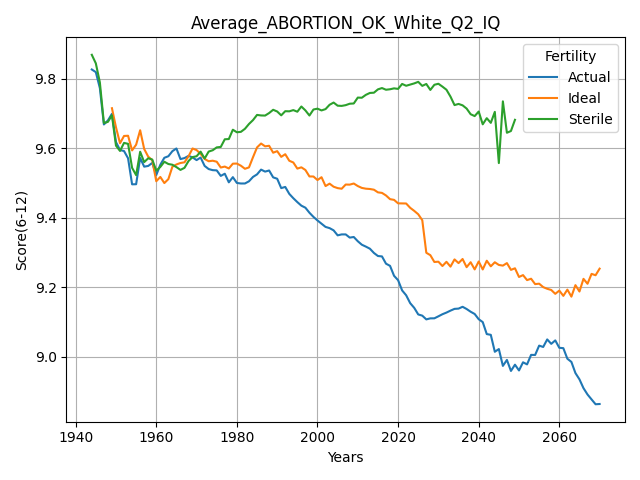 Average_ABORTION_OK_White_Q2_IQ
Fertility
Actual
Ideal
Sterile
Score(6-12)
9.8
9.6
9.4
9.2
9.0
1940
1960
1980
2000
2020
2040
2060
Years